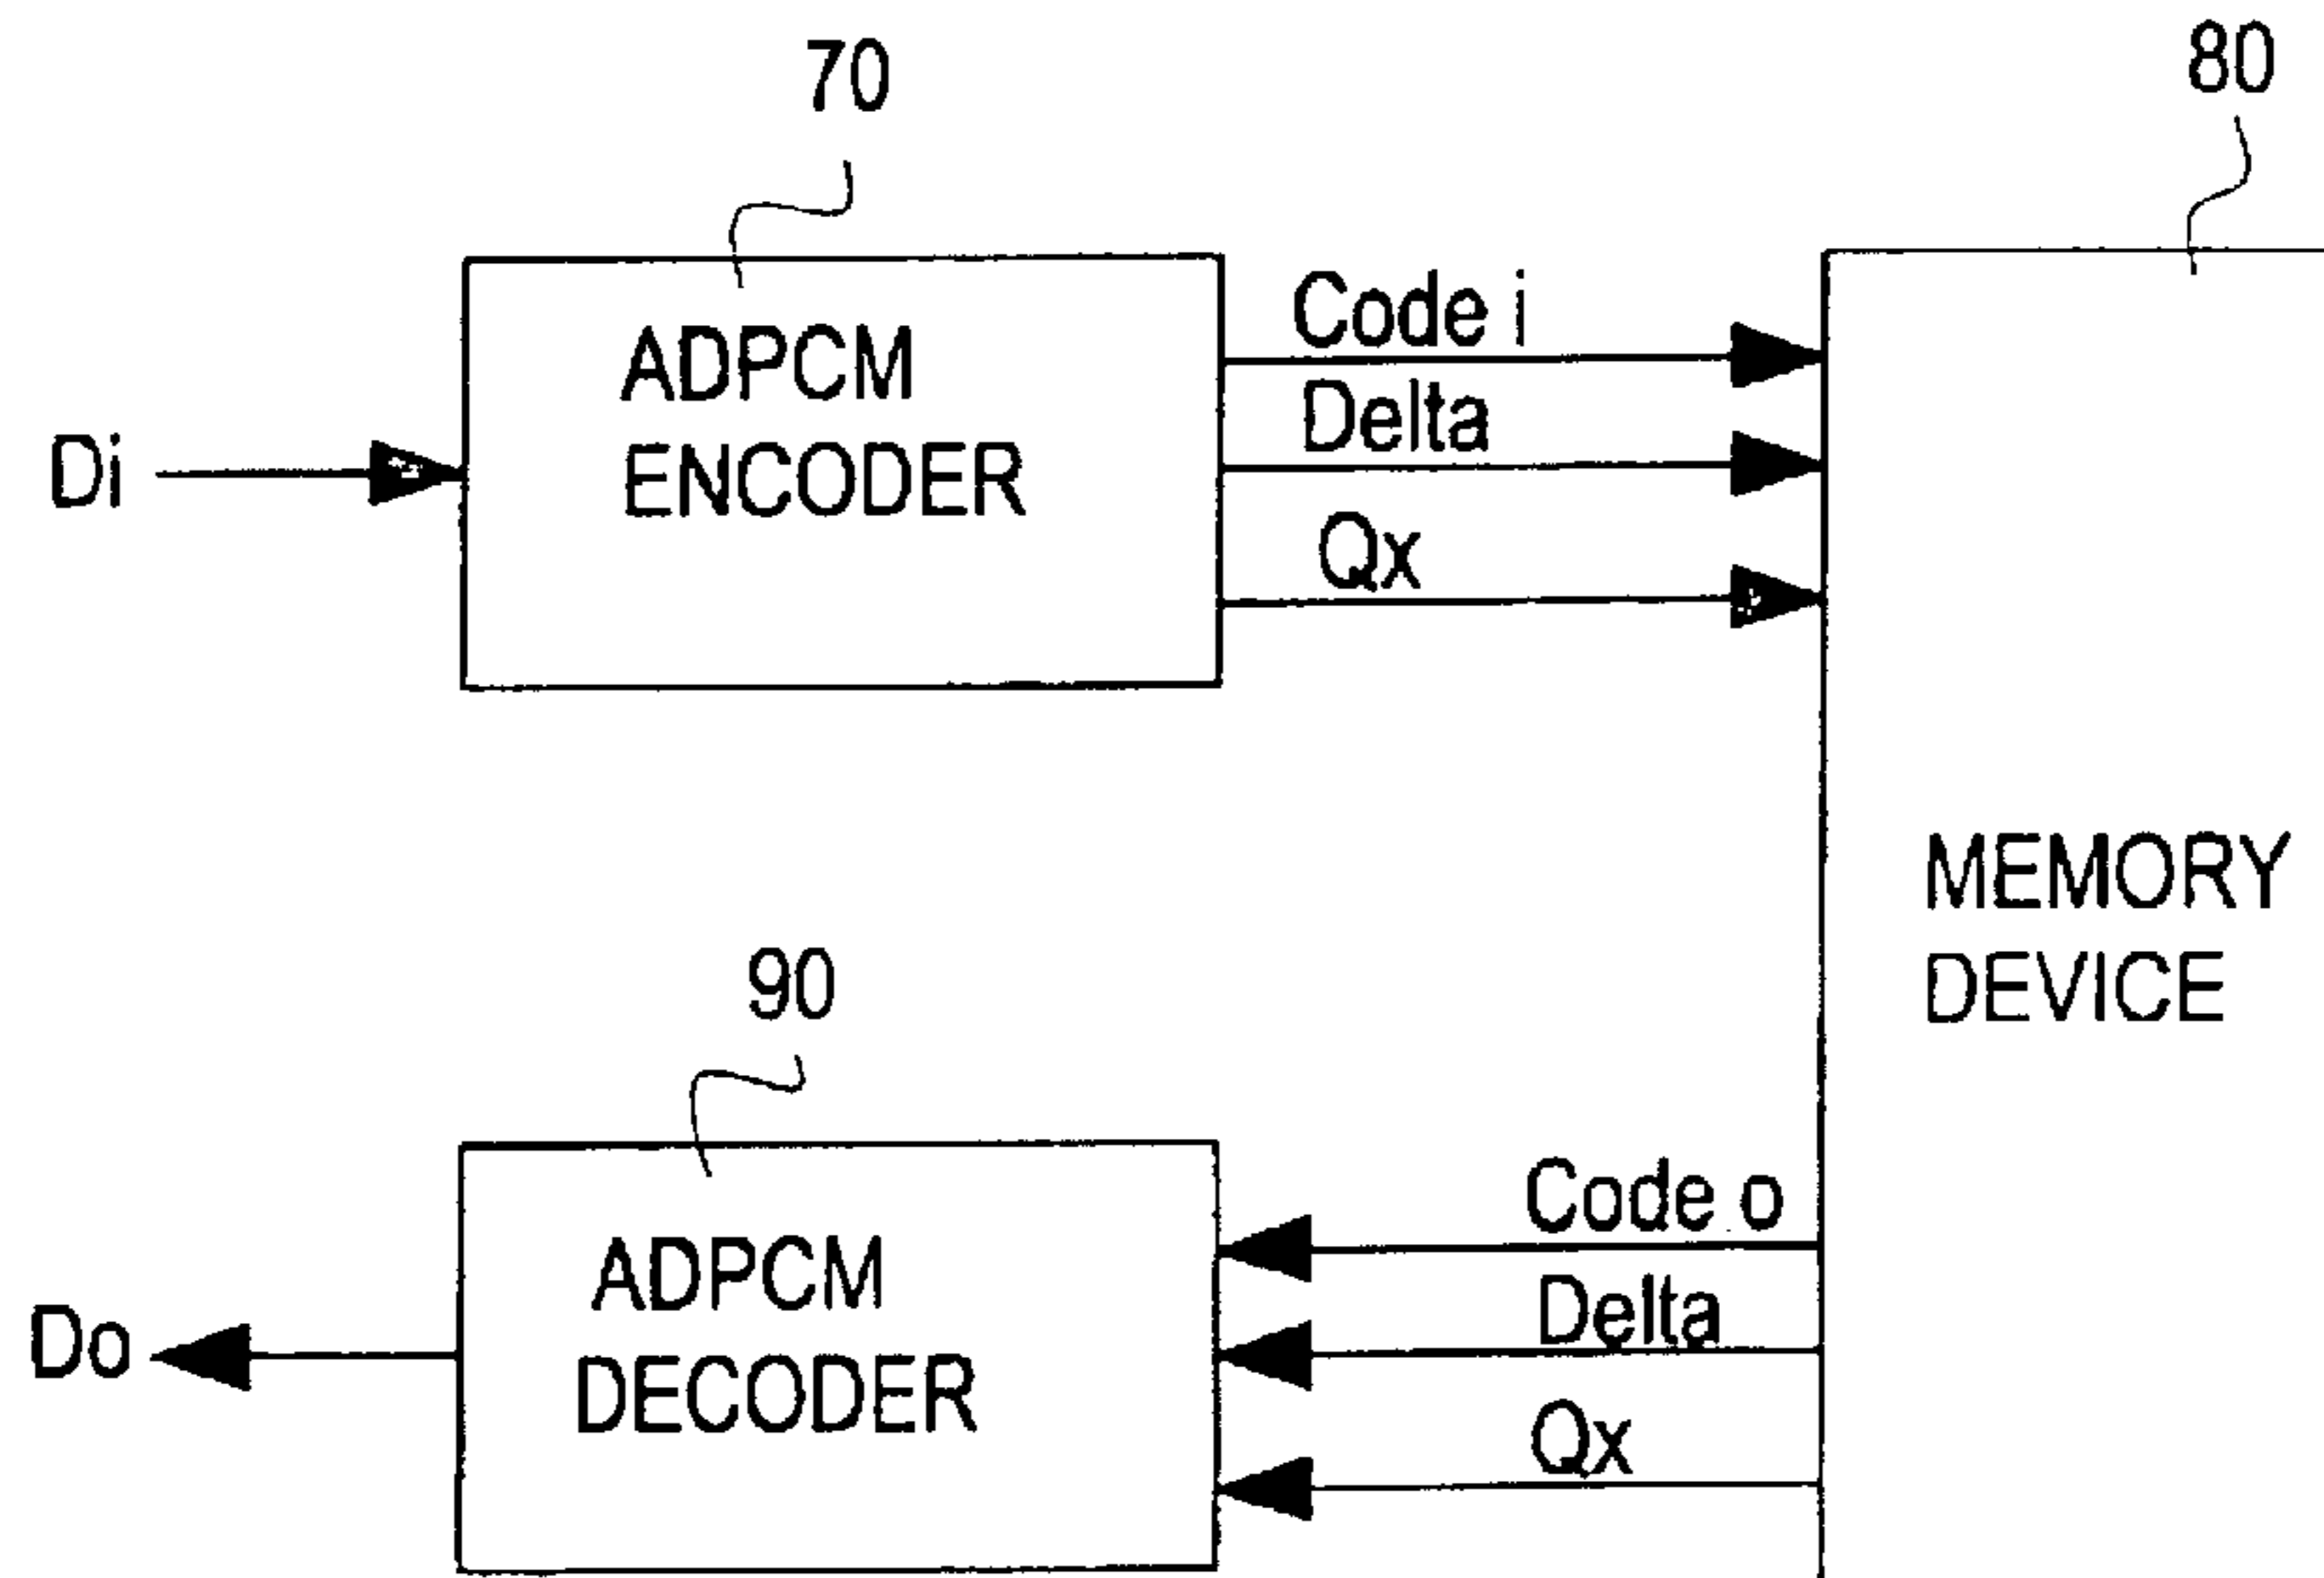 70
80
ADPCM
ENCODER
Code i
Delta
Qx
Di
MEMORY
DEVICE
90
ADPCM
DECODER
Code o
Delta
Qx
Do